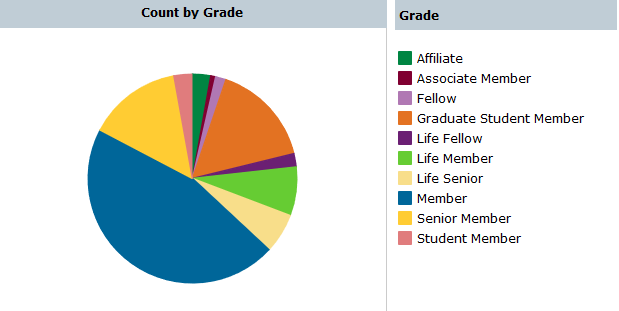 Count by Grade
Grade
Affiliate
Associate Member
Fellow
Graduate Student Member
Life Fellow
Life Member
Life Senior
Member
Senior Member
Student Member